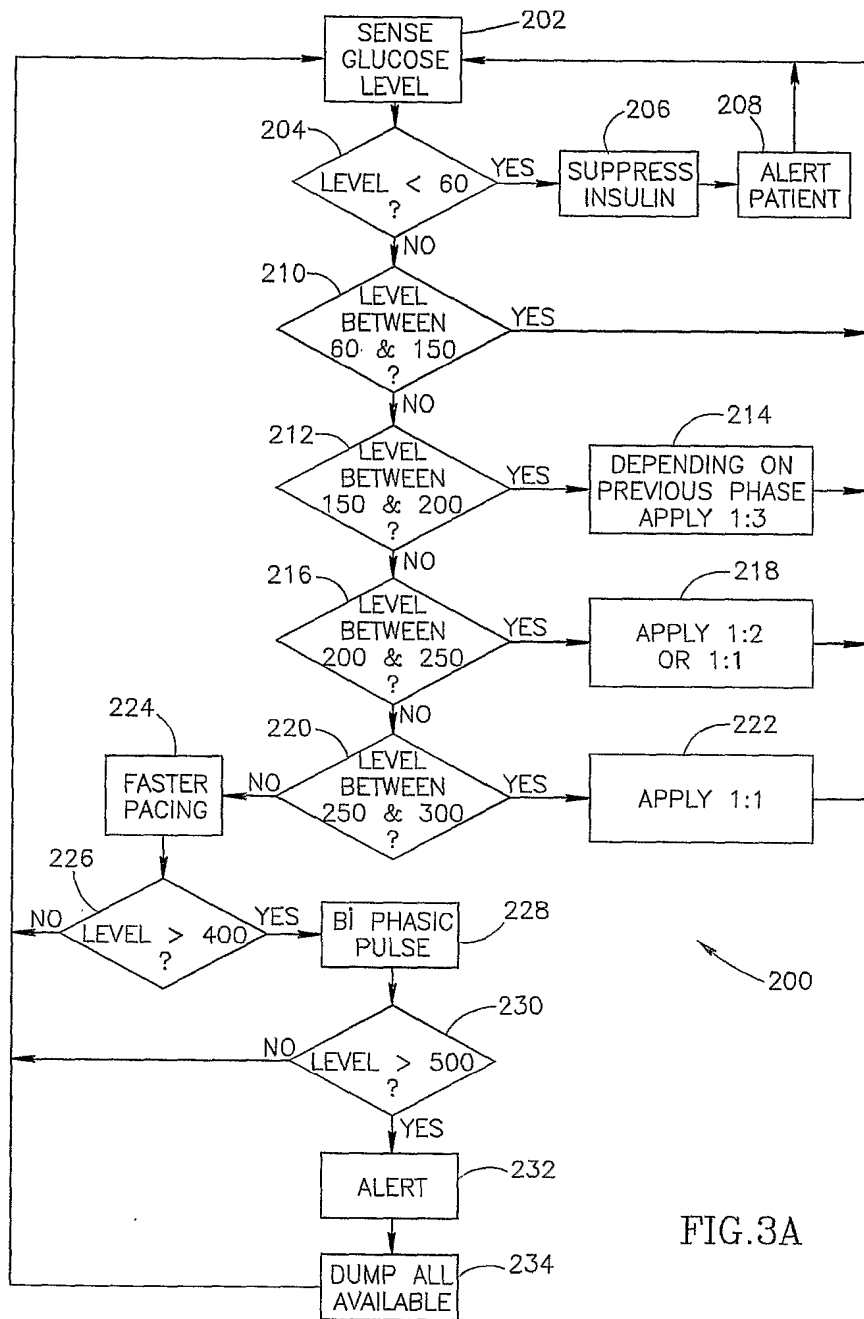 SENSE
GLUCOSE
LEVEL
202
204
LEVEL < 60
?
YES
NO
206
SUPPRESS
INSULIN
208
ALERT
PATIENT
210
LEVEL
BETWEEN
60 & 150
?
YES
NO
212
LEVEL
BETWEEN
150 & 200
?
YES
NO
214
DEPENDING ON
PREVIOUS PHASE
APPLY 1:3
216
LEVEL
BETWEEN
200 & 250
?
YES
NO
218
APPLY 1:2
OR 1:1
220
LEVEL
BETWEEN
250 & 300
?
YES
NO
222
APPLY 1:1
224
FASTER
PACING
226
LEVEL > 400
?
NO
YES
BI PHASIC
PULSE
228
200
230
LEVEL > 500
?
NO
YES
ALERT
232
DUMP ALL
AVAILABLE
234
FIG.3A